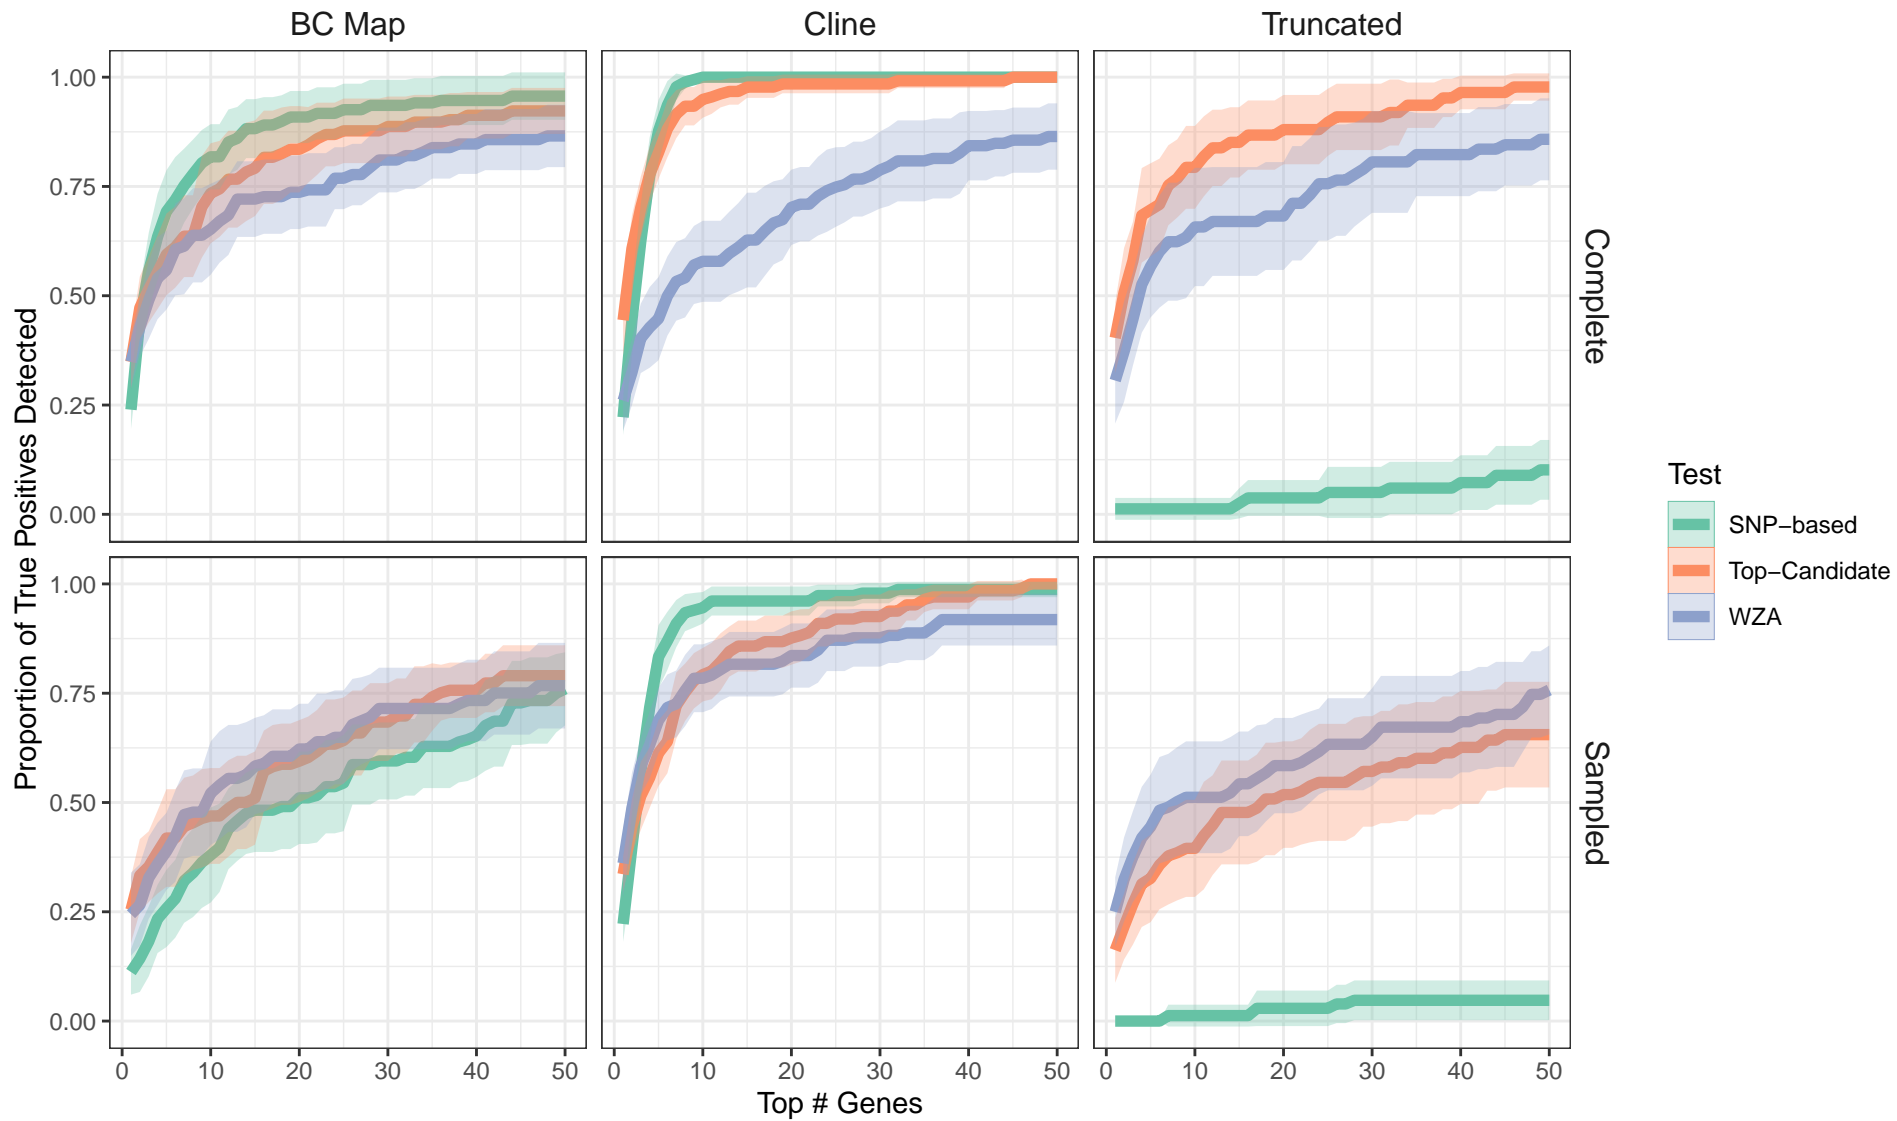 BC Map
Cline
Truncated
1.00
0.75
0.50
0.25
0.00
Complete
1.00
0.75
0.50
0.25
0.00
Sampled
0 10 20 30 40 50
0 10 20 30 40 50
0 10 20 30 40 50
Top # Genes
Proportion of True Positives Detected
Test
SNP−based
Top−Candidate
WZA